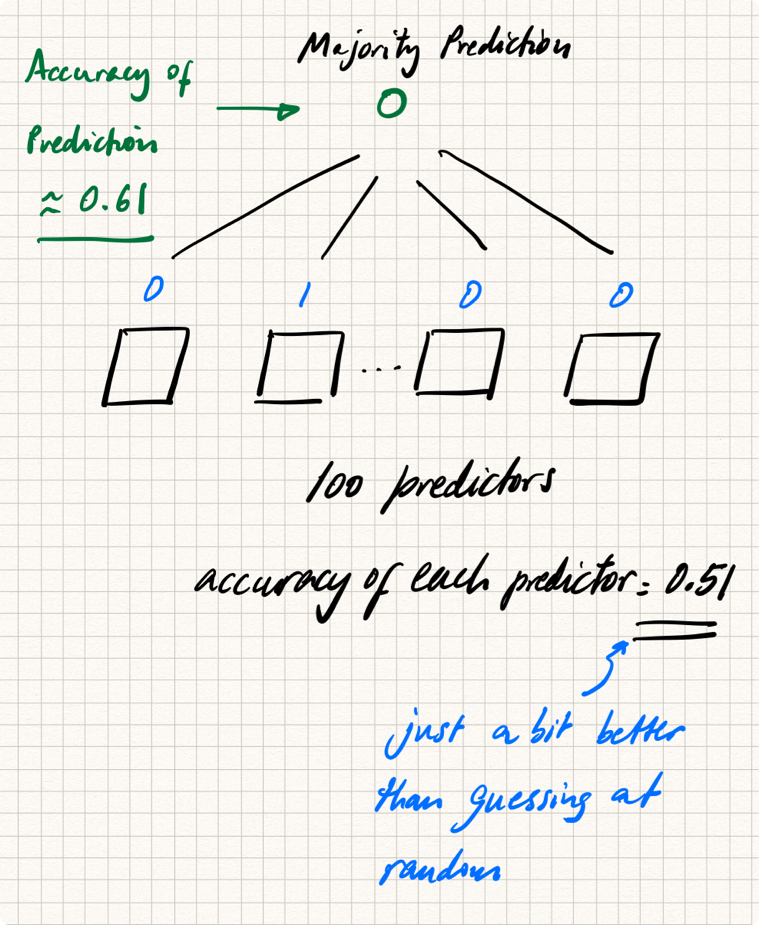 Majority Prediction
Accuracy of
Prediction
≈ 0.61
0
0 1 0 0
...
100 predictors
accuracy of each predictor = 0.51
just a bit better
than guessing at
random